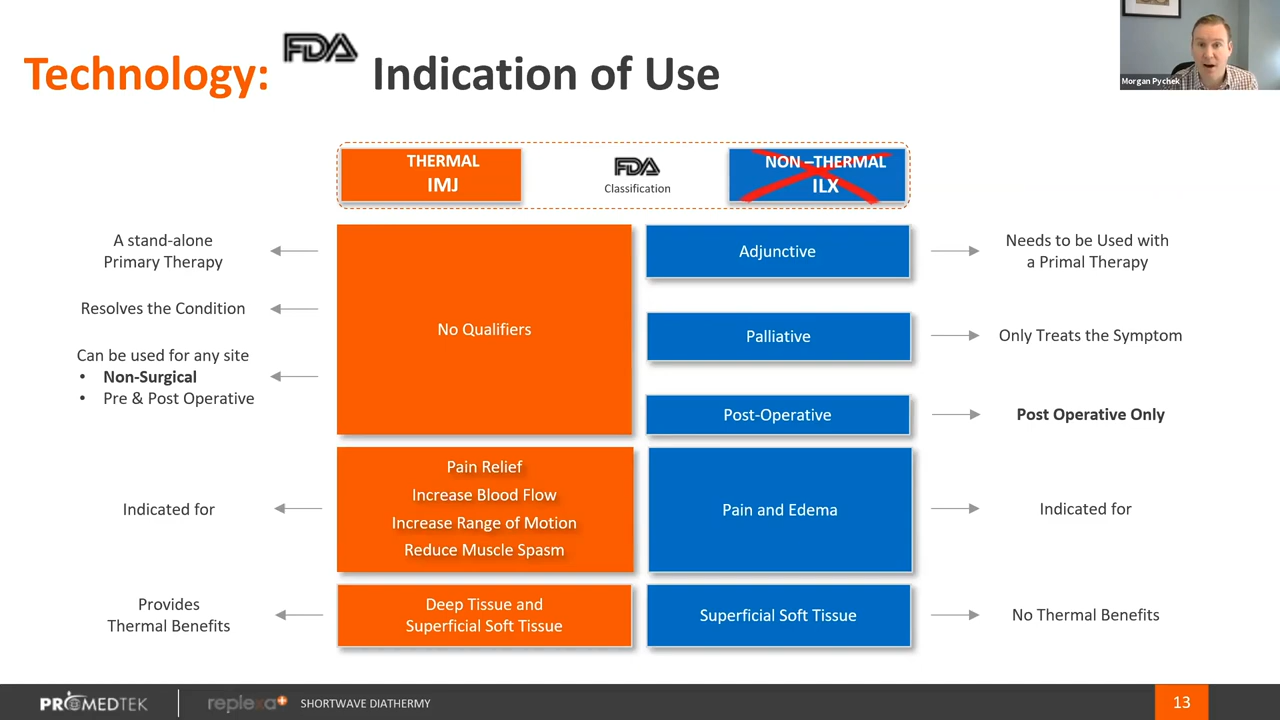 Technology: FDA Indication of Use
Morgan Pychek
THERMAL
IMJ
FDA
Classification
NON –THERMAL
ILX
A stand-alone
Primary Therapy
Resolves the Condition
Can be used for any site
• Non-Surgical
• Pre & Post Operative
No Qualifiers
Adjunctive
Needs to be Used with
a Primal Therapy
Palliative
Only Treats the Symptom
Post-Operative
Post Operative Only
Indicated for
Pain Relief
Increase Blood Flow
Increase Range of Motion
Reduce Muscle Spasm
Pain and Edema
Indicated for
Provides
Thermal Benefits
Deep Tissue and
Superficial Soft Tissue
Superficial Soft Tissue
No Thermal Benefits
PROMEDTEK replexa SHORTWAVE DIATHERMY 13